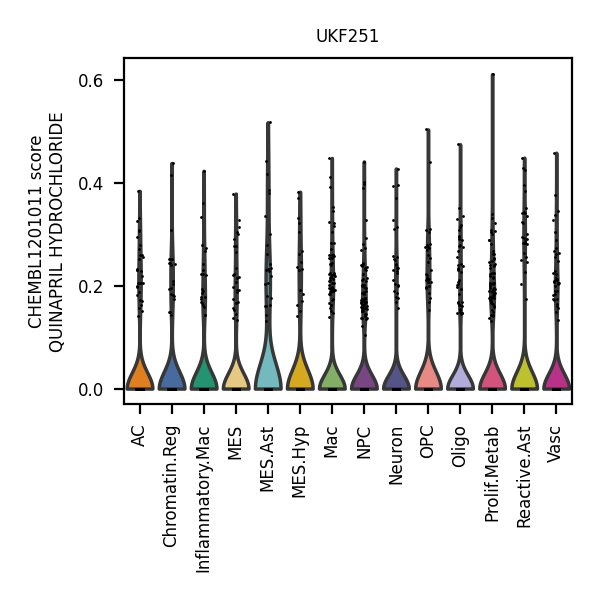 UKF251
CHEMBL1201011 score
QUINAPRIL HYDROCHLORIDE
0.6
0.4
0.2
0.0
AC
Chromatin.Reg
Inflammatory.Mac
MES
MES.Ast
MES.Hyp
Mac
NPC
Neuron
OPC
Oligo
Prolif.Metab
Reactive.Ast
Vasc